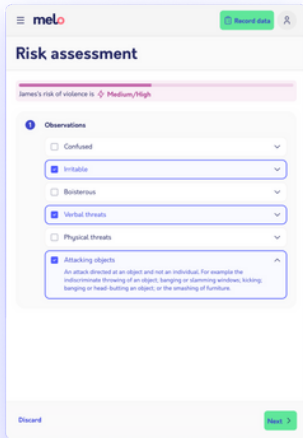 melo
Record data
Risk assessment
James's risk of violence is Medium/High
1 Observations
Confused
Irritable
Boisterous
Verbal threats
Physical threats
Attacking objects
An attack directed at an object and not an individual. For example the
indiscriminate throwing of an object; banging or slamming windows; kicking;
banging or head-butting an object; or the smashing of furniture.
Discard
Next